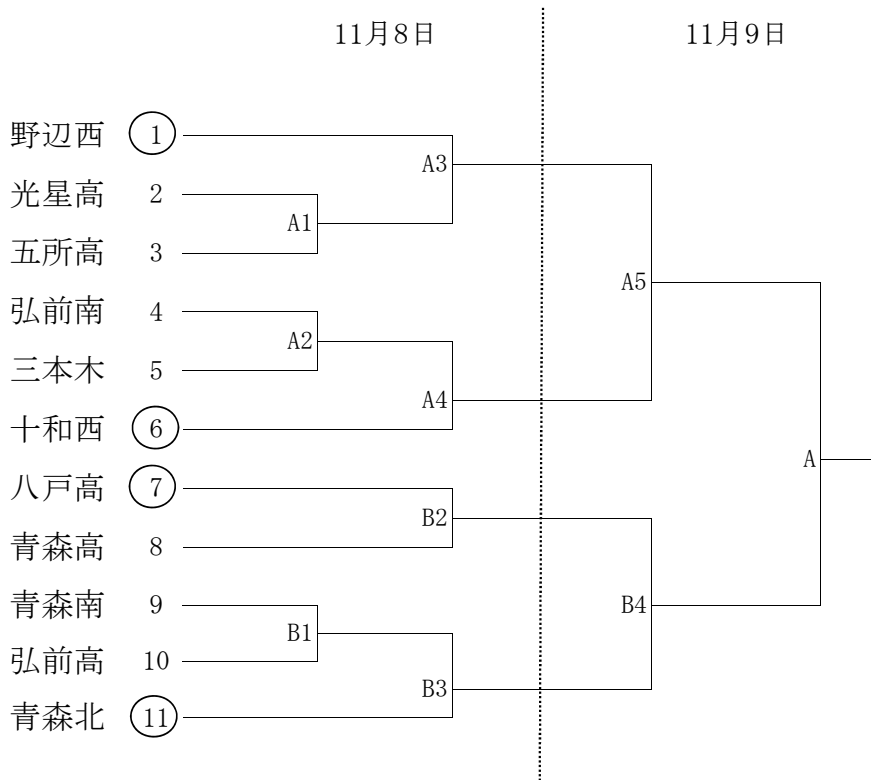 11月8日 11月9日
野辺西 1
A3
光星高 2
A1
五所高 3
A5
弘前南 4
A2
三本木 5
A4
十和西 6
A
八戸高 7
B2
青森高 8
青森南 9
B4
B1
弘前高 10
B3
青森北 11